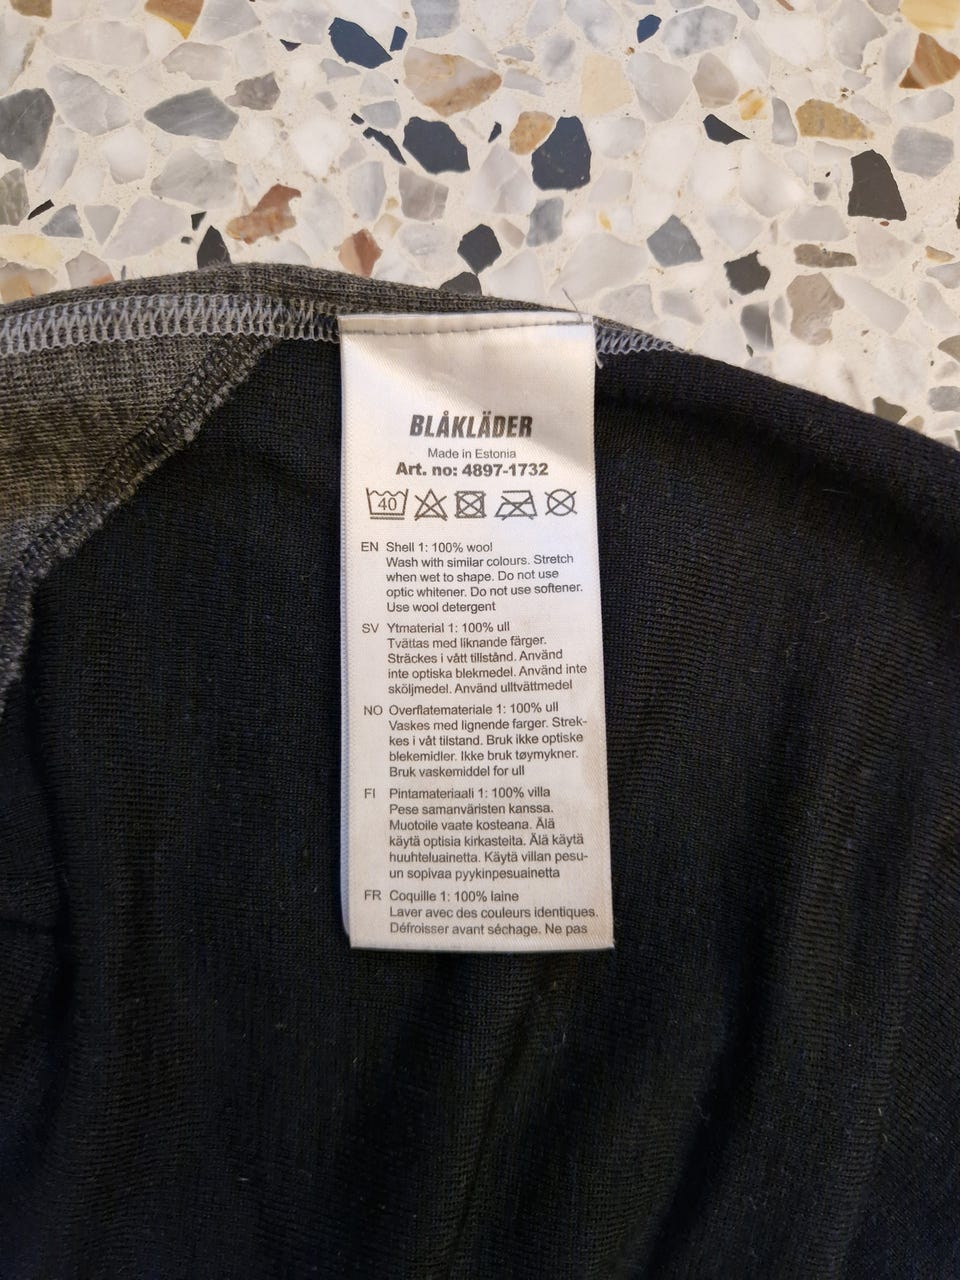 BLÅKLÄDER
Made in Estonia
Art. no: 4897-1732
40
EN Shell 1: 100% wool
Wash with similar colours. Stretch
when wet to shape. Do not use
optic whitener. Do not use softener.
Use wool detergent
SV Ytmaterial 1: 100% ull
Tvättas med liknande färger.
Sträckes i vått tillstånd. Använd
inte optiska blekmedel. Använd inte
sköljmedel. Använd ulltvättmedel
NO Overflatemateriale 1: 100% ull
Vaskes med lignende farger. Strek-
kes i våt tilstand. Bruk ikke optiske
blekemidler. Ikke bruk tøymykner.
Bruk vaskemiddel for ull
FI Pintamateriaali 1: 100% villa
Pese samanväristen kanssa.
Muotoile vaate kosteana. Älä
käytä optisia kirkasteita. Älä käytä
huuhteluainetta. Käytä villan pesu-
un sopivaa pyykinpesuainetta
FR Coquille 1: 100% laine
Laver avec des couleurs identiques.
Défroisser avant séchage. Ne pas